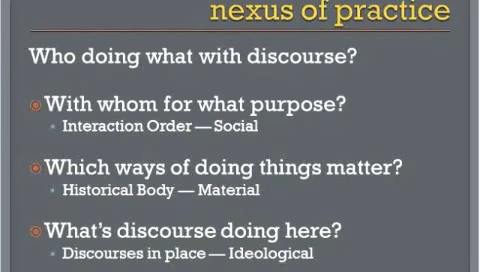 nexus of practice
Who doing what with discourse?
With whom for what purpose?
Interaction Order — Social
Which ways of doing things matter?
Historical Body — Material
What's discourse doing here?
Discourses in place — Ideological